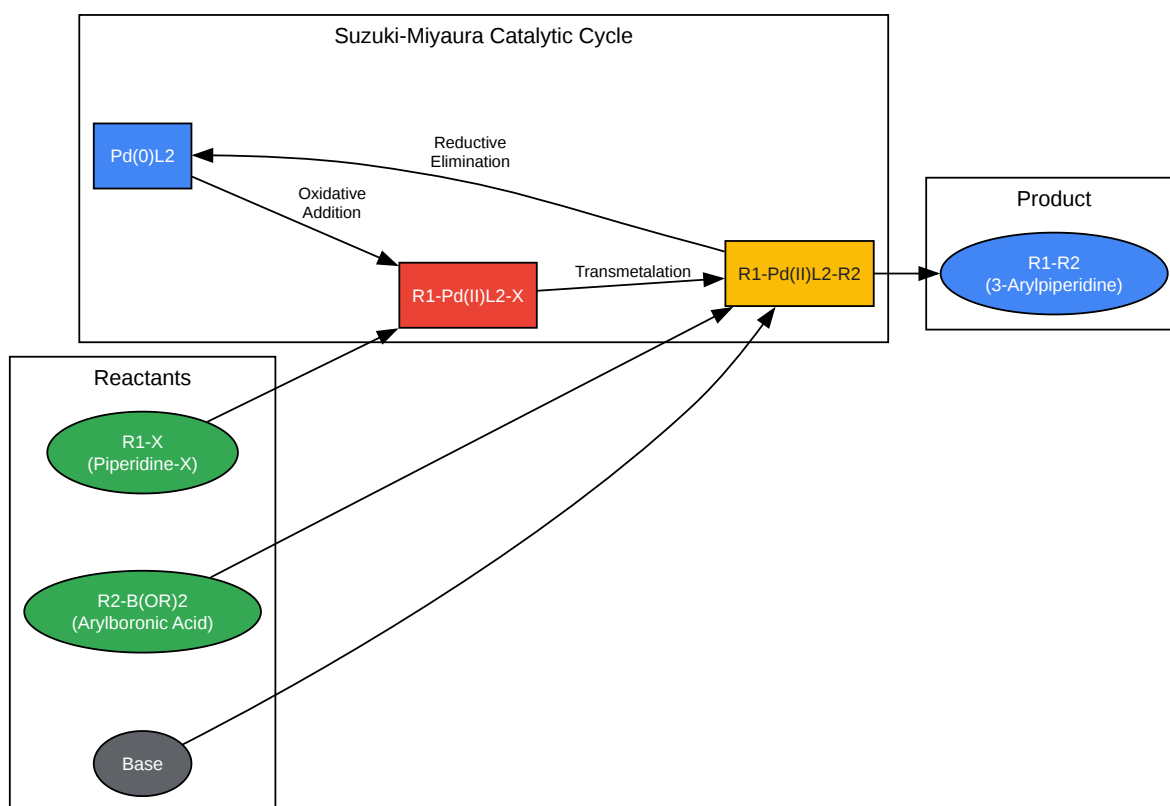 Suzuki-Miyaura Catalytic Cycle
Pd(0)L2
Reductive
Elimination
Oxidative
Addition
R1-Pd(II)L2-X
Transmetalation
R1-Pd(II)L2-R2
Product
R1-R2
(3-Arylpiperidine)
Reactants
R1-X
(Piperidine-X)
R2-B(OR)2
(Arylboronic Acid)
Base